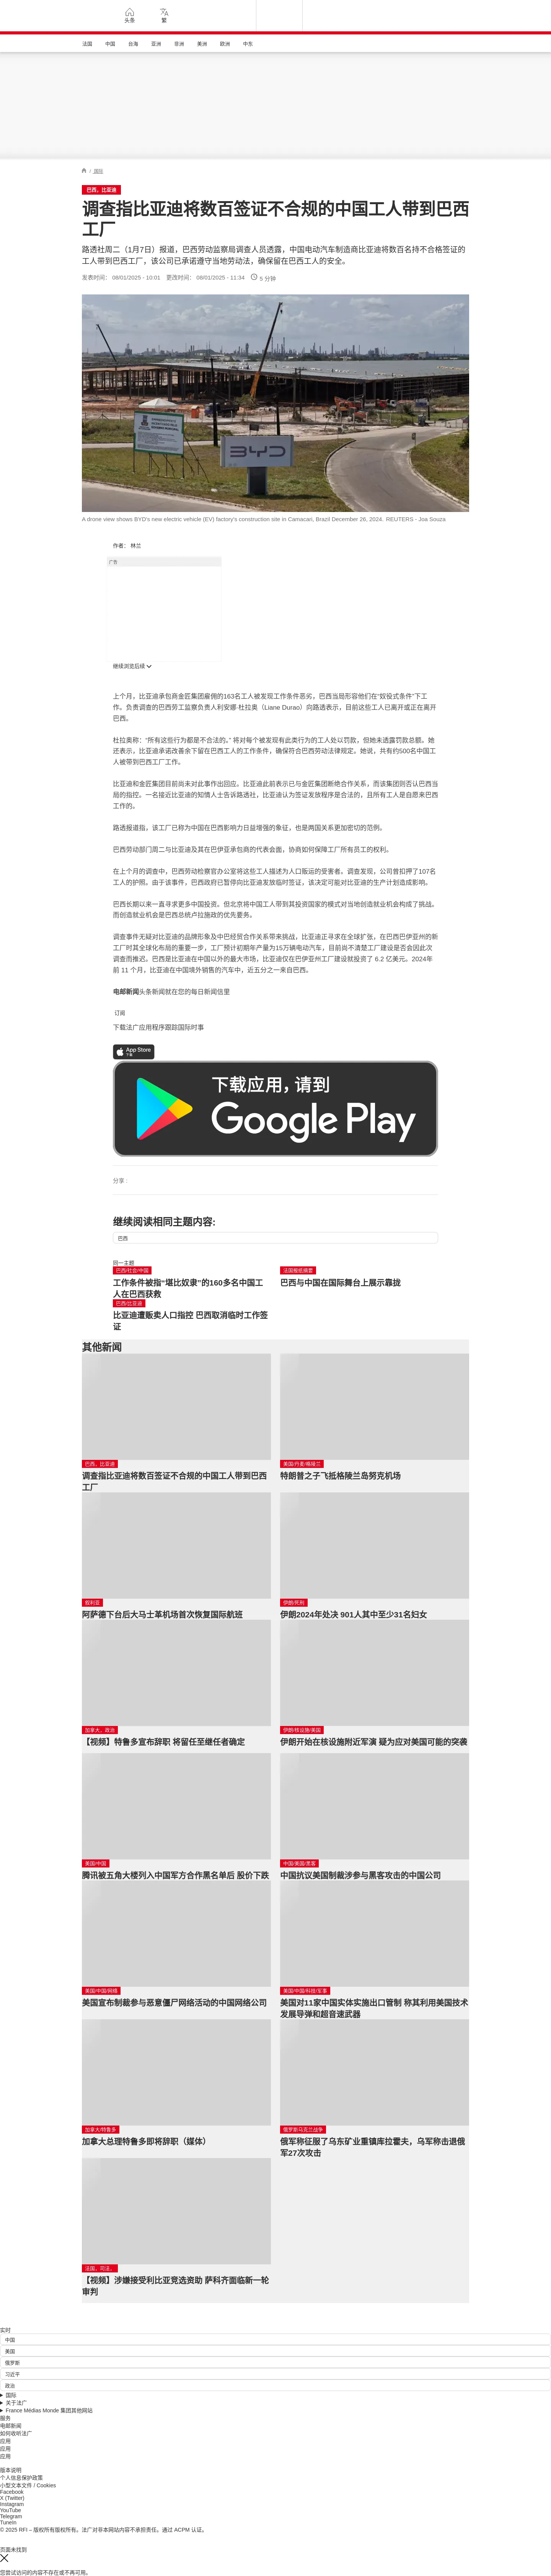 头条
繁
法国
中国
台海
亚洲
非洲
美洲
欧洲
中东
/ 国际
巴西，比亚迪
调查指比亚迪将数百签证不合规的中国工人带到巴西
工厂
路透社周二（1月7日）报道，巴西劳动监察局调查人员透露，中国电动汽车制造商比亚迪将数百名持不合格签证的
工人带到巴西工厂，该公司已承诺遵守当地劳动法，确保留在巴西工人的安全。
发表时间： 08/01/2025 - 10:01 更改时间： 08/01/2025 - 11:34 5 分钟
BYD
A drone view shows BYD's new electric vehicle (EV) factory's construction site in Camacari, Brazil December 26, 2024. REUTERS - Joa Souza
作者： 林兰
广告
继续浏览后续
上个月，比亚迪承包商金匠集团雇佣的163名工人被发现工作条件恶劣，巴西当局形容他们在“奴役式条件”下工
作。负责调查的巴西劳工监察负责人利安娜·杜拉奥（Liane Durao）向路透表示，目前这些工人已离开或正在离开
巴西。
杜拉奥称：“所有这些行为都是不合法的。” 将对每个被发现有此类行为的工人处以罚款，但她未透露罚款总额。她
还表示，比亚迪承诺改善余下留在巴西工人的工作条件，确保符合巴西劳动法律规定。她说，共有约500名中国工
人被带到巴西工厂工作。
比亚迪和金匠集团目前尚未对此事作出回应。比亚迪此前表示已与金匠集团断绝合作关系，而该集团则否认巴西当
局的指控。一名接近比亚迪的知情人士告诉路透社，比亚迪认为签证发放程序是合法的，且所有工人是自愿来巴西
工作的。
路透报道指，该工厂已称为中国在巴西影响力日益增强的象征，也是两国关系更加密切的范例。
巴西劳动部门周二与比亚迪及其在巴伊亚承包商的代表会面，协商如何保障工厂所有员工的权利。
在上个月的调查中，巴西劳动检察官办公室将这些工人描述为人口贩运的受害者。调查发现，公司曾扣押了107名
工人的护照。由于该事件，巴西政府已暂停向比亚迪发放临时签证，该决定可能对比亚迪的生产计划造成影响。
巴西长期以来一直寻求更多中国投资。但北京将中国工人带到其投资国家的模式对当地创造就业机会构成了挑战。
而创造就业机会是巴西总统卢拉施政的优先要务。
调查事件无疑对比亚迪的品牌形象及中巴经贸合作关系带来挑战，比亚迪正寻求在全球扩张，在巴西巴伊亚州的新
工厂时其全球化布局的重要一步，工厂预计初期年产量为15万辆电动汽车，目前尚不清楚工厂建设是否会因此次
调查而推迟。巴西是比亚迪在中国以外的最大市场，比亚迪仅在巴伊亚州工厂建设就投资了 6.2 亿美元。2024年
前 11 个月，比亚迪在中国境外销售的汽车中，近五分之一来自巴西。
电邮新闻头条新闻就在您的每日新闻信里
订阅
下载法广应用程序跟踪国际时事
App Store
下载
下载应用，请到
Google Play
分享 :
继续阅读相同主题内容:
巴西
同一主题
巴西/社会/中国
工作条件被指“堪比奴隶”的160多名中国工
人在巴西获救
法国报纸摘要
巴西与中国在国际舞台上展示靠拢
巴西/比亚迪
比亚迪遭贩卖人口指控 巴西取消临时工作签
证
其他新闻
巴西，比亚迪
调查指比亚迪将数百签证不合规的中国工人带到巴西
工厂
美国/丹麦/格陵兰
特朗普之子飞抵格陵兰岛努克机场
叙利亚
阿萨德下台后大马士革机场首次恢复国际航班
伊朗/死刑
伊朗2024年处决 901人其中至少31名妇女
加拿大，政治
【视频】特鲁多宣布辞职 将留任至继任者确定
伊朗/核设施/美国
伊朗开始在核设施附近军演 疑为应对美国可能的突袭
美国/中国
腾讯被五角大楼列入中国军方合作黑名单后 股价下跌
中国/美国/黑客
中国抗议美国制裁涉参与黑客攻击的中国公司
美国/中国/网络
美国宣布制裁参与恶意僵尸网络活动的中国网络公司
美国/中国/科技/军事
美国对11家中国实体实施出口管制 称其利用美国技术
发展导弹和超音速武器
加拿大/特鲁多
加拿大总理特鲁多即将辞职（媒体）
俄罗斯乌克兰战争
俄军称征服了乌东矿业重镇库拉霍夫，乌军称击退俄
军27次攻击
法国，司法，
【视频】涉嫌接受利比亚竞选资助 萨科齐面临新一轮
审判
实时
中国
美国
俄罗斯
习近平
政治
国际
关于法广
France Médias Monde 集团其他网站
服务
电邮新闻
如何收听法广
应用
应用
应用
版本说明
个人信息保护政策
小型文本文件 / Cookies
Facebook
X (Twitter)
Instagram
YouTube
Telegram
TuneIn
© 2025 RFI – 版权所有版权所有。法广对非本网站内容不承担责任。通过 ACPM 认证。
页面未找到
您尝试访问的内容不存在或不再可用。